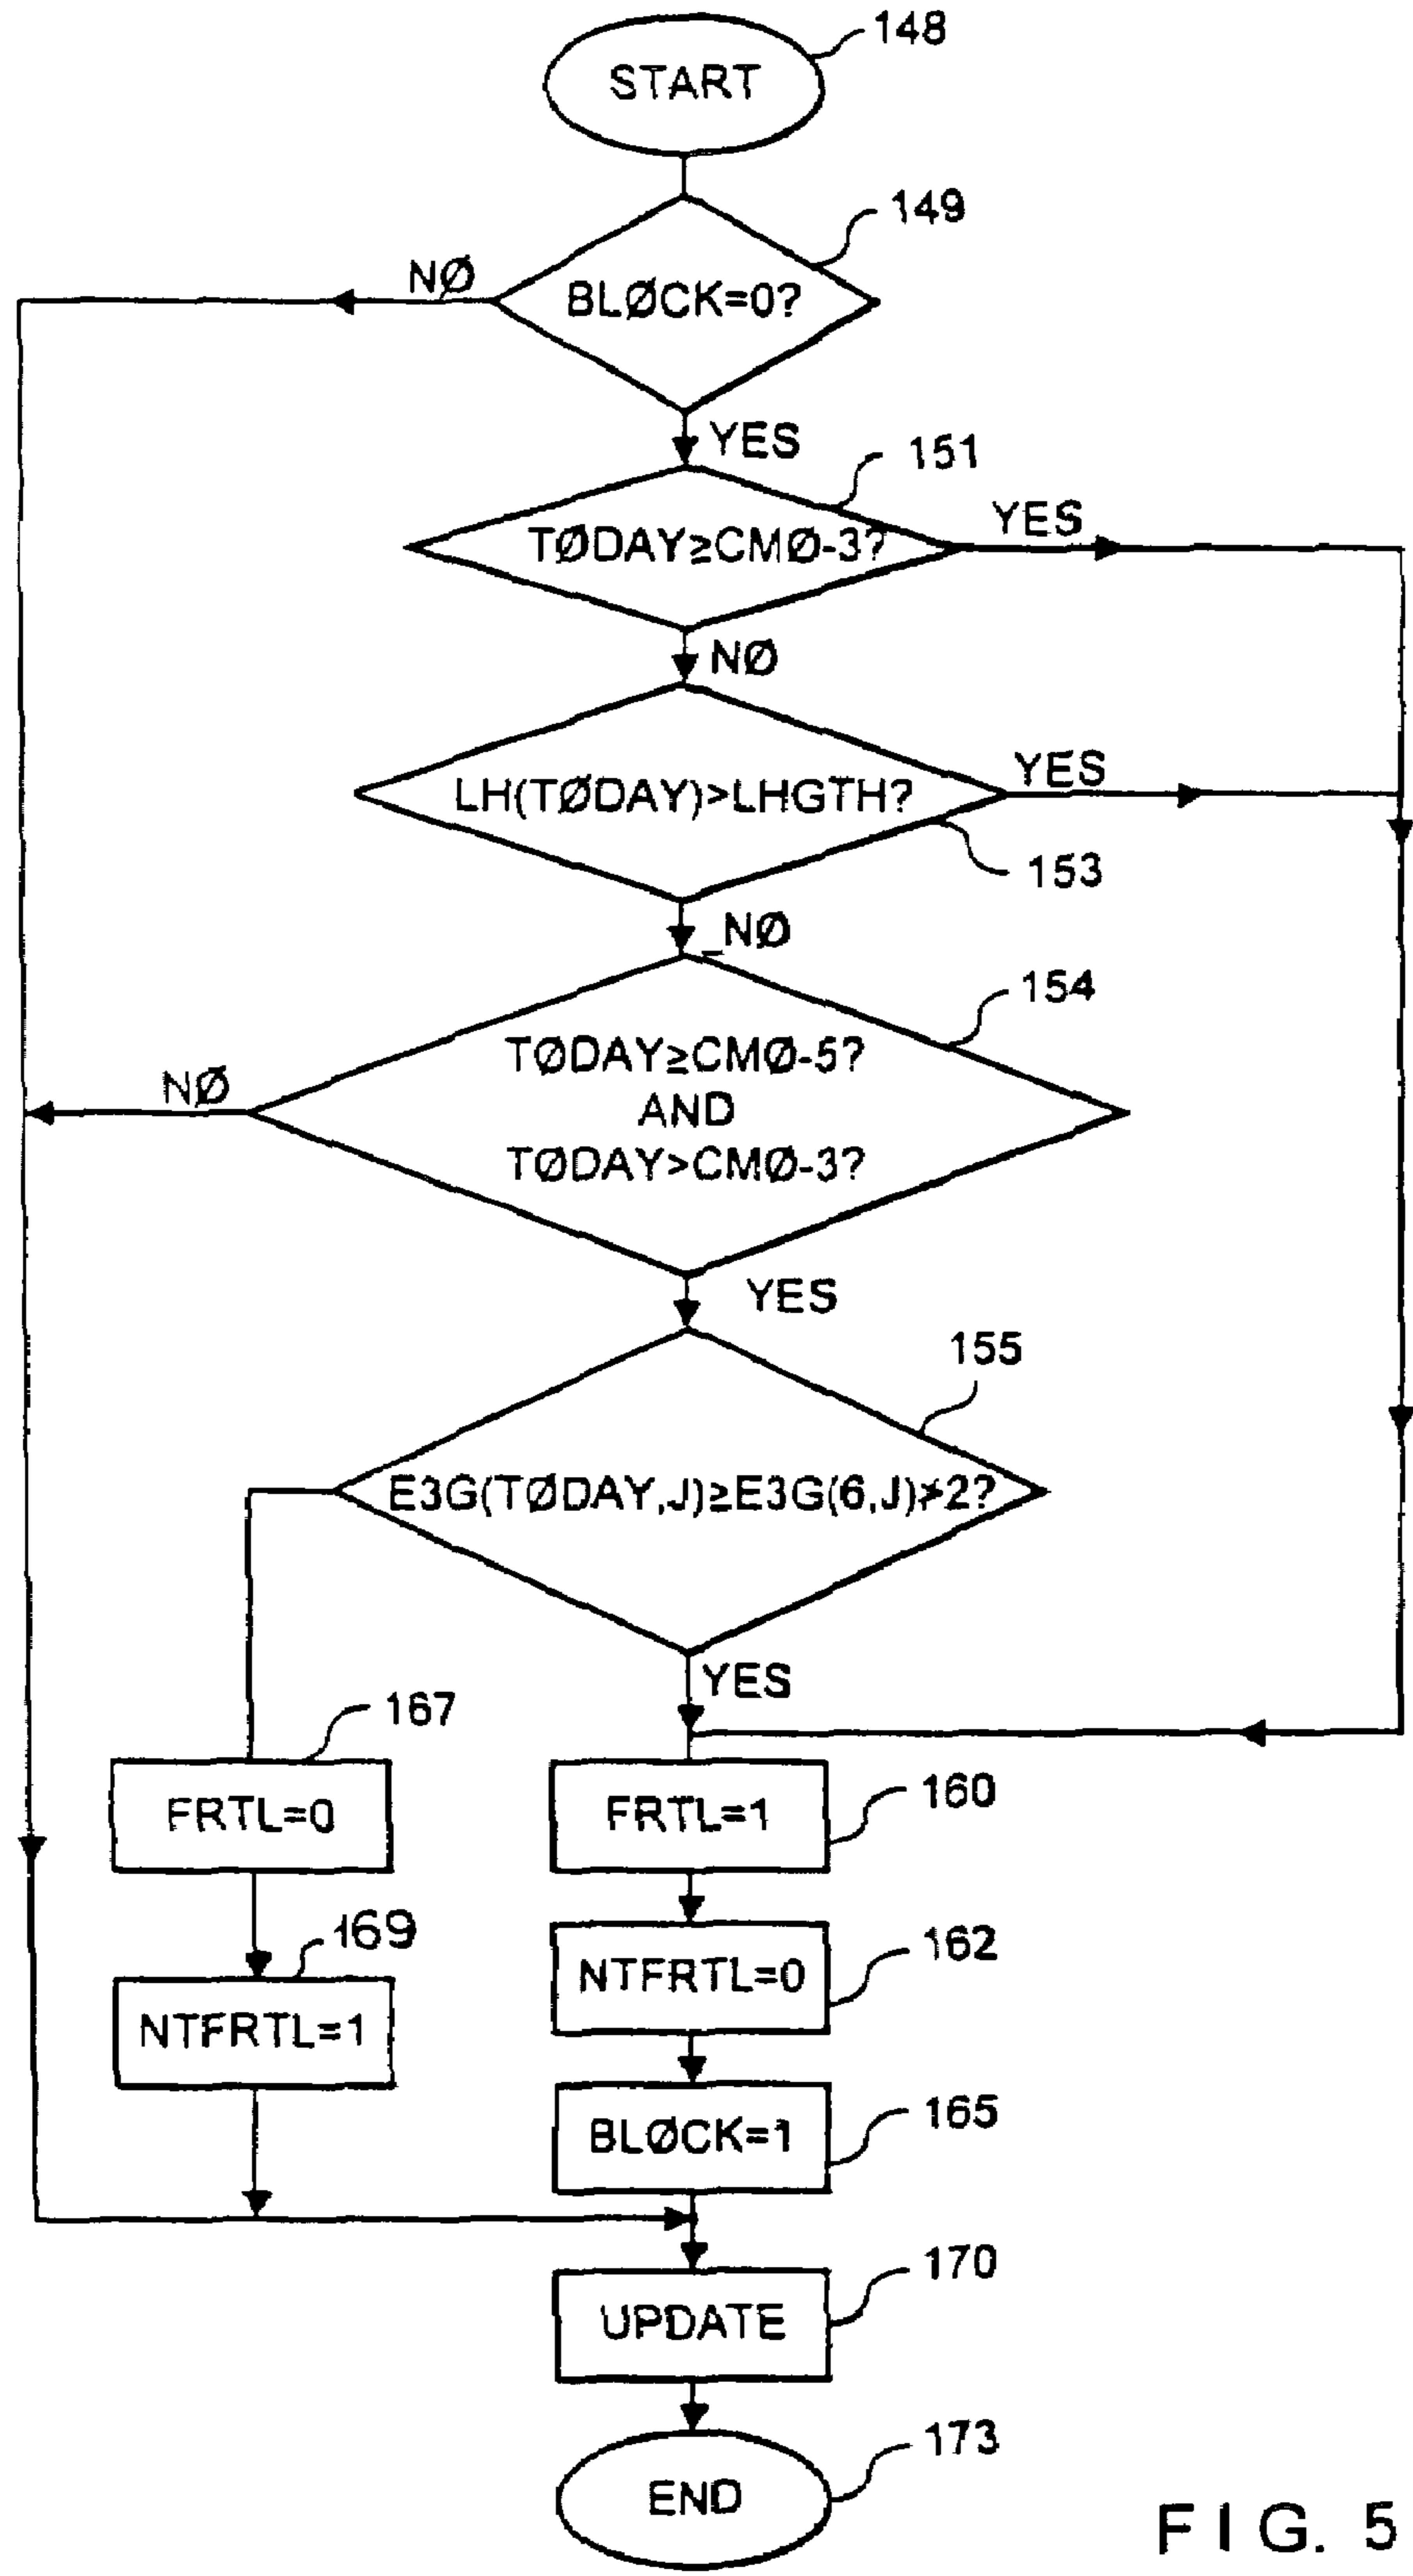 148
START
149
NØ
BLØCK=0?
YES
151
YES
TØDAY≥CMØ-3?
NØ
YES
LH(TØDAY)>LHGTH?
153
NØ
154
TØDAY≥CMØ-5?
NØ
AND
TØDAY>CMØ-3?
YES
155
E3G(TØDAY,J)≥E3G(6,J)*2?
YES
167
160
FRTL=0
FRTL=1
169
162
NTFRTL=0
NTFRTL=1
165
BLØCK=1
170
UPDATE
173
END
FIG. 5